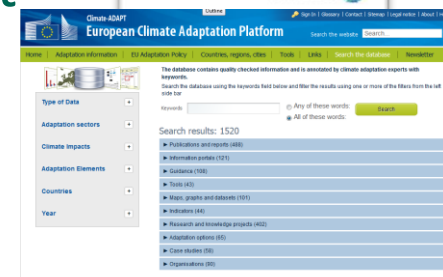 Outline
Climate-ADAPT
European Climate Adaptation Platform
Sign In | Glossary | Contact | Sitemap | Legal notice | About |
Search the website Search...
Home | Adaptation information | EU Adaptation Policy | Countries, regions, cities | Tools | Links | Search the database | Newsletter
The database contains quality checked information and is annotated by climate adaptation experts with
keywords.
Search the database using the keywords field below and filter the results using one or more of the filters from the left
side bar
Keywords Any of these words:
All of these words:
Search
Search results: 1520
Type of Data +
Adaptation sectors +
Climate impacts +
Adaptation Elements +
Countries +
Year +
► Publications and reports (468)
► Information portals (121)
► Guidance (108)
► Tools (43)
► Maps, graphs and datasets (101)
► Indicators (44)
► Research and knowledge projects (402)
► Adaptation options (65)
► Case studies (58)
► Organisations (80)